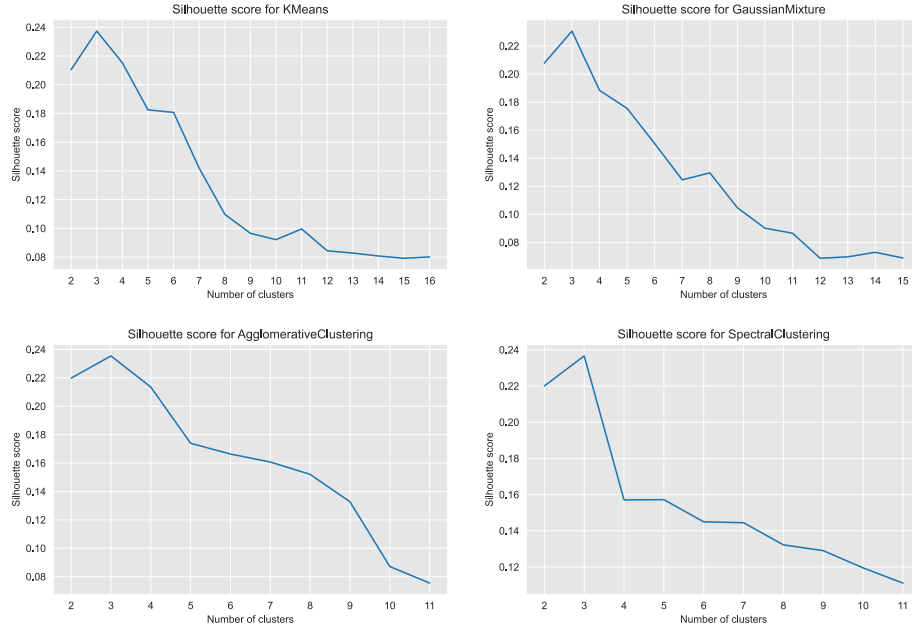 Silhouette score for KMeans
Silhouette score
0.24
0.22
0.20
0.18
0.16
0.14
0.12
0.10
0.08
2 3 4 5 6 7 8 9 10 11 12 13 14 15 16
Number of clusters
Silhouette score for GaussianMixture
Silhouette score
0.22
0.20
0.18
0.16
0.14
0.12
0.10
0.08
2 3 4 5 6 7 8 9 10 11 12 13 14 15
Number of clusters
Silhouette score for AgglomerativeClustering
Silhouette score
0.24
0.22
0.20
0.18
0.16
0.14
0.12
0.10
0.08
2 3 4 5 6 7 8 9 10 11
Number of clusters
Silhouette score for SpectralClustering
Silhouette score
0.24
0.22
0.20
0.18
0.16
0.14
0.12
2 3 4 5 6 7 8 9 10 11
Number of clusters